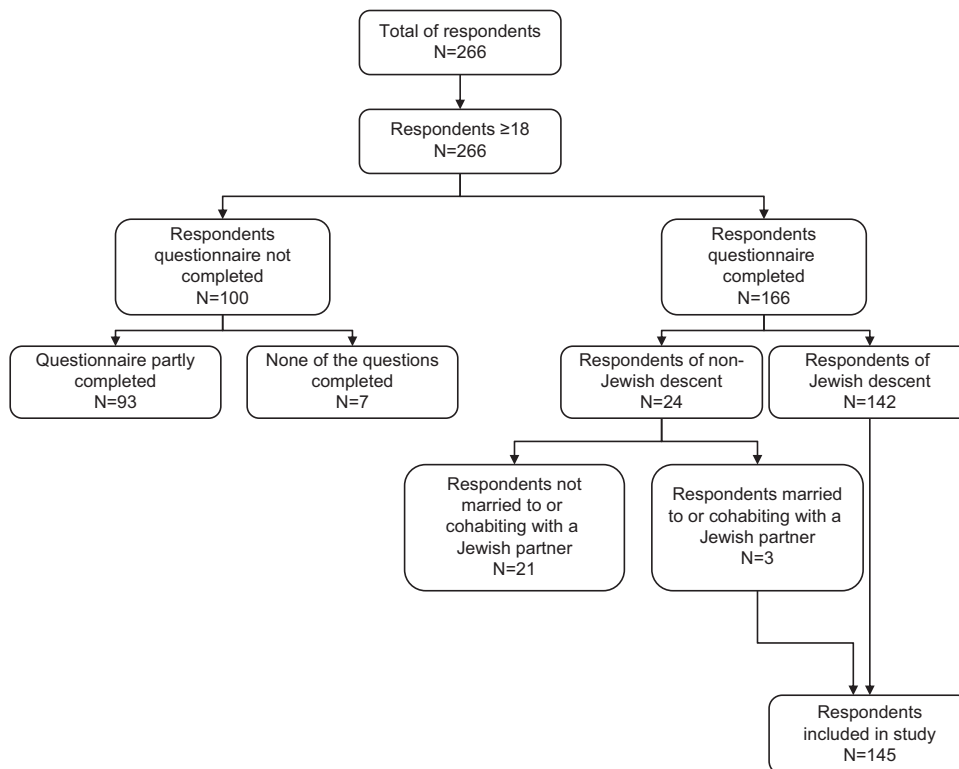 Total of respondents
N=266
Respondents ≥18
N=266
Respondents
questionnaire not
completed
N=100
Respondents
questionnaire
completed
N=166
Questionnaire partly
completed
N=93
None of the questions
completed
N=7
Respondents of non-
Jewish descent
N=24
Respondents of
Jewish descent
N=142
Respondents not
married to or
cohabiting with a
Jewish partner
N=21
Respondents married
to or cohabiting with a
Jewish partner
N=3
Respondents
included in study
N=145